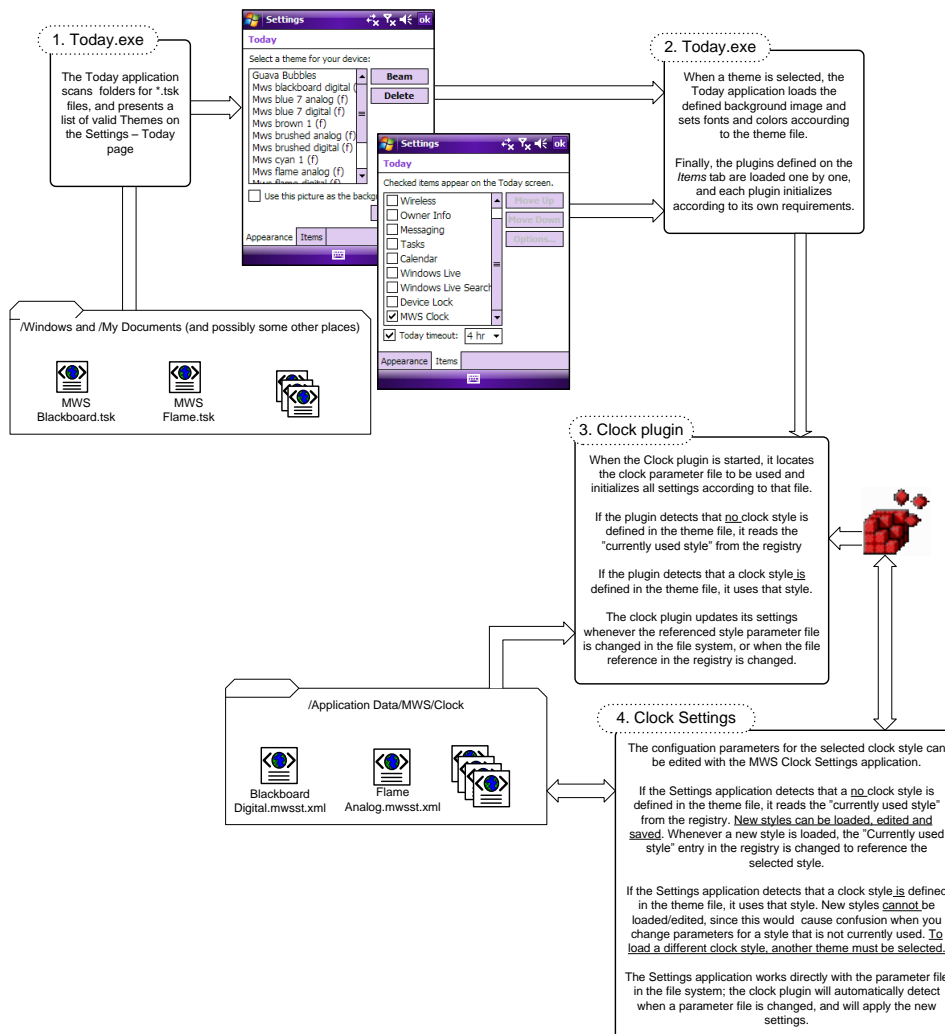 1. Today.exe
The Today application
scans folders for *.tsk
files, and presents a
list of valid Themes on
the Settings – Today
page
Settings
ok
Today
Select a theme for your device:
Guava Bubbles
Mws blackboard digital (
Mws blue 7 analog (f)
Mws blue 7 digital (f)
Mws brown 1 (f)
Mws brushed analog (f)
Mws brushed digital (f)
Mws cyan 1 (f)
Mws flame analog (f)
Mws flame digital (f)
Beam
Delete
Use this picture as the backgr
Appearance Items
Settings
ok
Today
Checked items appear on the Today screen.
Wireless
Owner Info
Messaging
Tasks
Calendar
Windows Live
Windows Live Search
Device Lock
MWS Clock
Move Up
Move Down
Options...
Today timeout: 4 hr
Appearance Items
2. Today.exe
When a theme is selected, the
Today application loads the
defined background image and
sets fonts and colors accourding
to the theme file.
Finally, the plugins defined on the
Items tab are loaded one by one,
and each plugin initializes
according to its own requirements.
/Windows and /My Documents (and possibly some other places)
MWS
Blackboard.tsk
MWS
Flame.tsk
3. Clock plugin
When the Clock plugin is started, it locates
the clock parameter file to be used and
initializes all settings according to that file.
If the plugin detects that no clock style is
defined in the theme file, it reads the
"currently used style" from the registry
If the plugin detects that a clock style is
defined in the theme file, it uses that style.
The clock plugin updates its settings
whenever the referenced style parameter file
is changed in the file system, or when the file
reference in the registry is changed.
/Application Data/MWS/Clock
Blackboard
Digital.mwsst.xml
Flame
Analog.mwsst.xml
4. Clock Settings
The configuation parameters for the selected clock style can
be edited with the MWS Clock Settings application.
If the Settings application detects that a no clock style is
defined in the theme file, it reads the "currently used style"
from the registry. New styles can be loaded, edited and
saved. Whenever a new style is loaded, the "Currently used
style" entry in the registry is changed to reference the
selected style.
If the Settings application detects that a clock style is defined
in the theme file, it uses that style. New styles cannot be
loaded/edited, since this would cause confusion when you
change parameters for a style that is not currently used. To
load a different clock style, another theme must be selected.
The Settings application works directly with the parameter file
in the file system; the clock plugin will automatically detect
when a parameter file is changed, and will apply the new
settings.